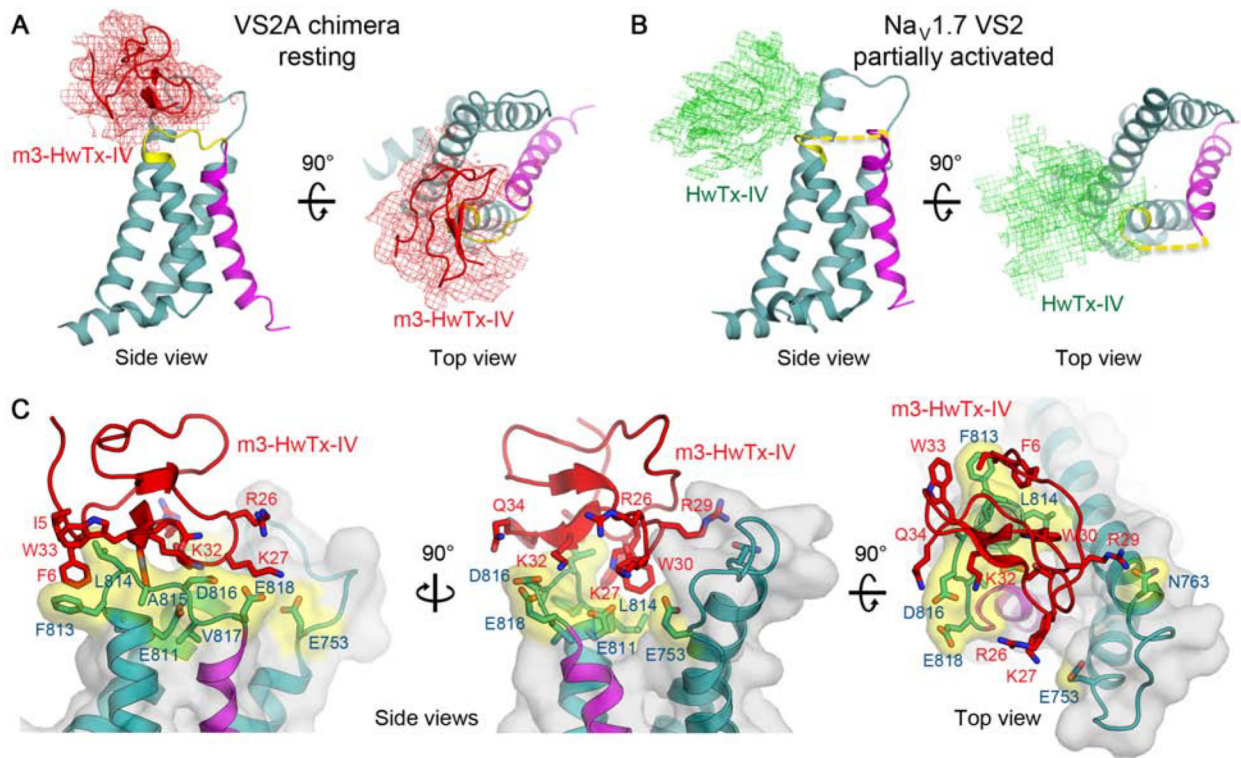 A
VS2A chimera
resting
m3-HwTx-IV
90°
m3-HwTx-IV
Side view
Top view
B
NaV1.7 VS2
partially activated
HwTx-IV
90°
HwTx-IV
Side view
Top view
C
m3-HwTx-IV
R26
I5
W33
K32
K27
F6
L814
A815
D816
E818
F813
V817
E811
E753
90°
Side views
m3-HwTx-IV
Q34
R26
R29
K32
W30
D816
K27
L814
E818
E811
E753
90°
m3-HwTx-IV
W33
F813
F6
L814
Q34
W30
R29
K32
N763
D816
E818
R26
K27
E753
Top view